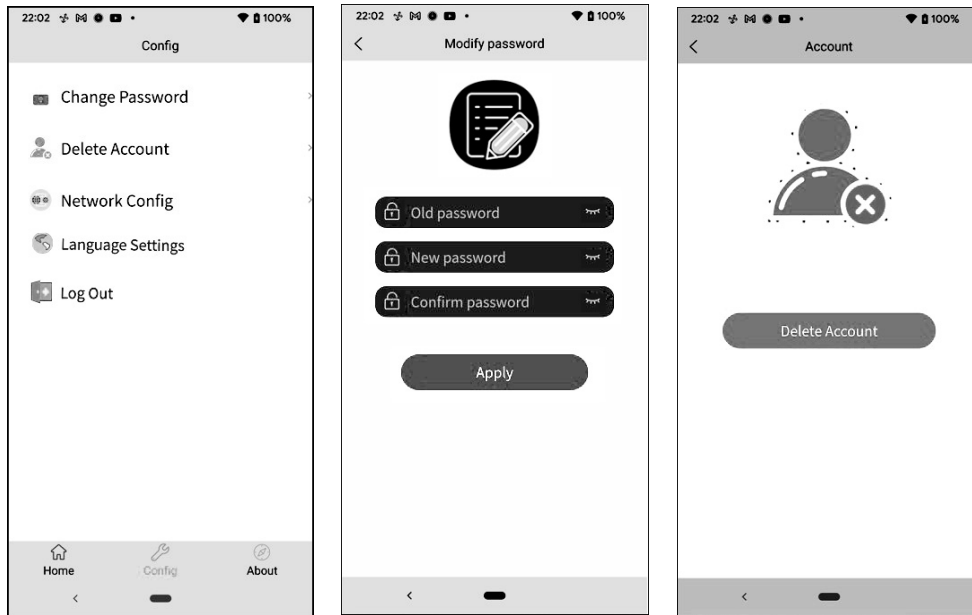 22:02
100%
Config
Change Password
Delete Account
Network Config
Language Settings
Log Out
Home
Config
About
22:02
100%
Modify password
Old password
New password
Confirm password
Apply
22:02
100%
Account
Delete Account